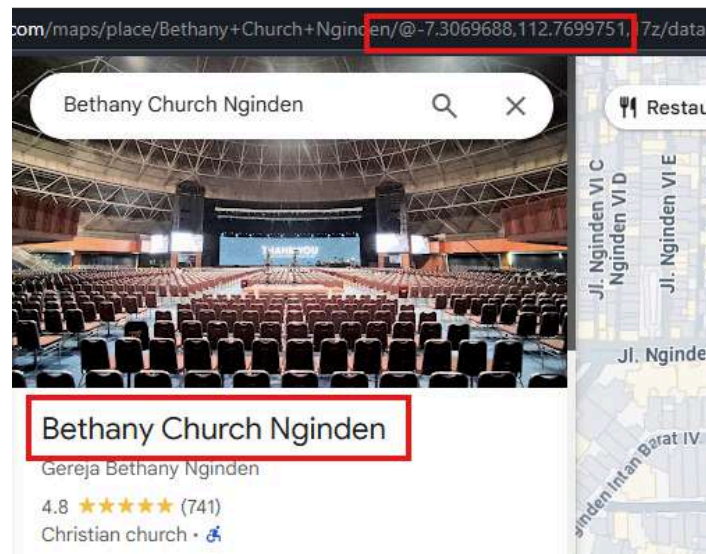 com/maps/place/Bethany+Church+Nginden/@-7.3069688,112.7699751,17z/data
Bethany Church Nginden
Restau
THANK YOU
Jl. Nginden VI C
Nginden VI D
Jl. Nginden VI E
Jl. Nginde
Bethany Church Nginden
Gereja Bethany Nginden
4.8 ★★★★★ (741)
Christian church ·
nginden Intan Barat IV